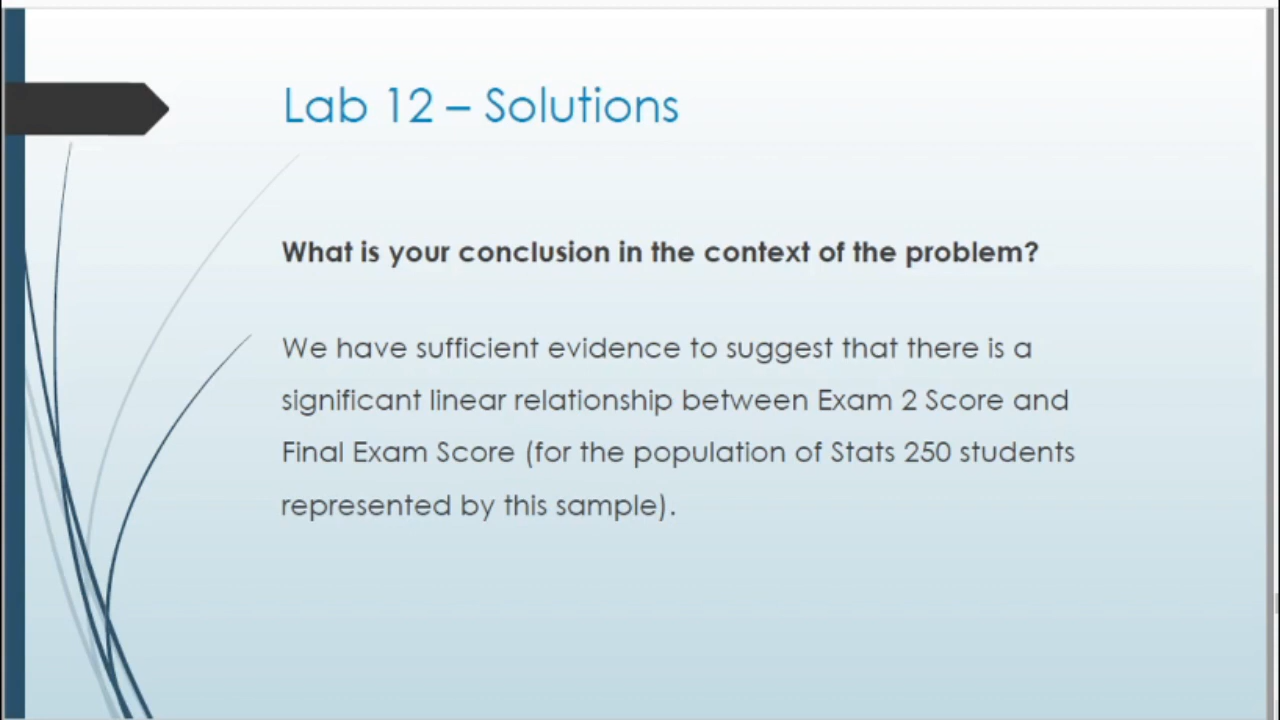 Lab 12 – Solutions
What is your conclusion in the context of the problem?
We have sufficient evidence to suggest that there is a
significant linear relationship between Exam 2 Score and
Final Exam Score (for the population of Stats 250 students
represented by this sample).